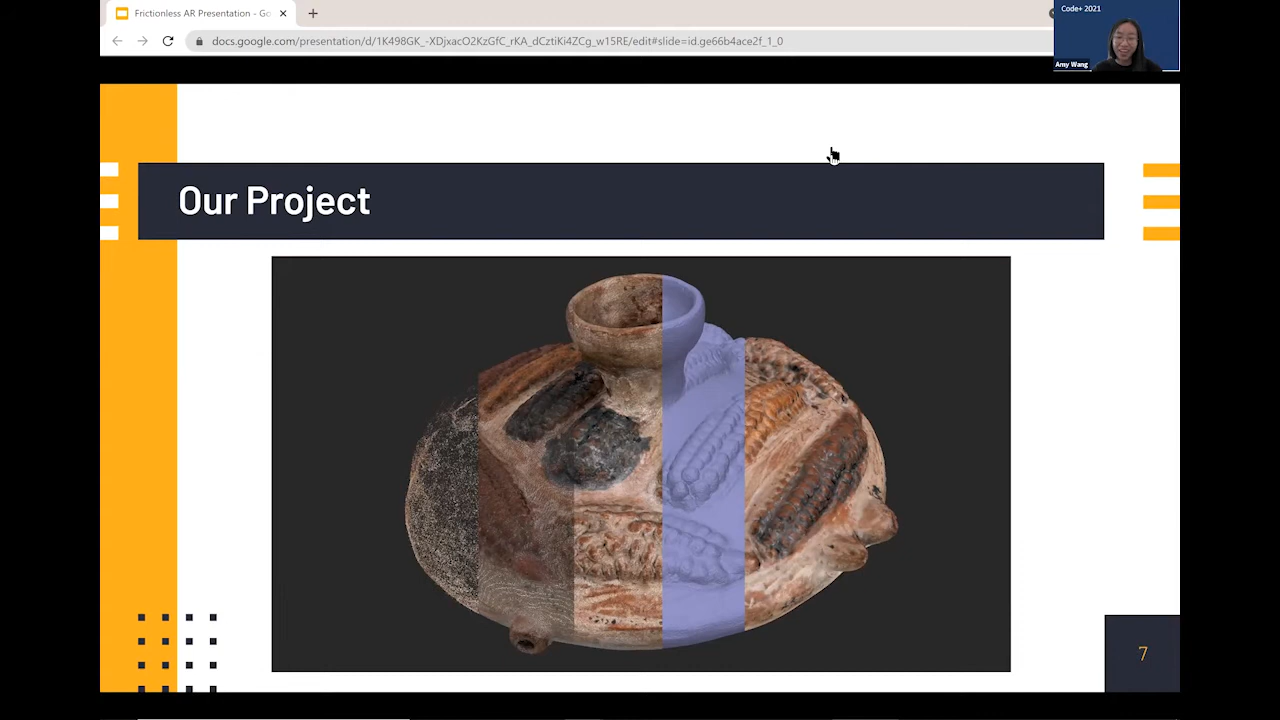 Frictionless AR Presentation - Go
docs.google.com/presentation/d/1K498GK_-XDjxacO2KzGfC_rKA_dCztiKi4ZCg_w15RE/edit#slide=id.ge66b4ace2f_1_0
Code+ 2021
Amy Wang
Our Project
7